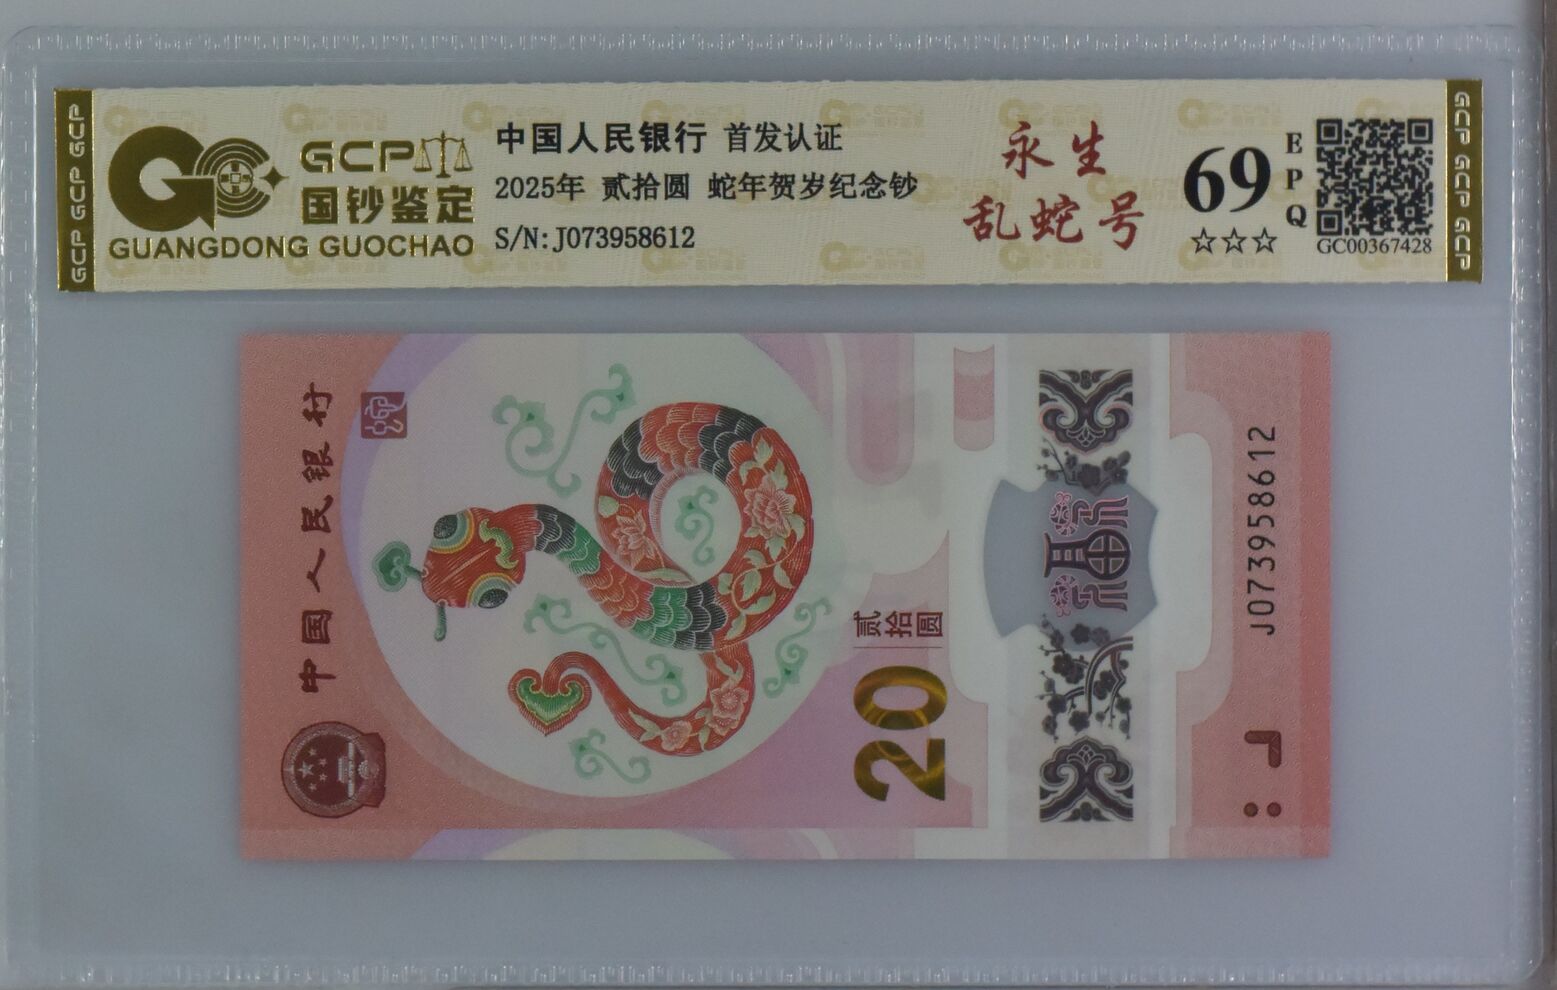 GCP GCP GCP
GCP
国钞鉴定
GUANGDONG GUOCHAO
中国人民银行 首发认证
2025年 贰拾圆 蛇年贺岁纪念钞
S/N:J073958612
永生
乱蛇号
69
EPQ
☆☆☆
GC00367428
GCP GCP GCP
中国人民银行
贰拾圆
20
福
J073958612